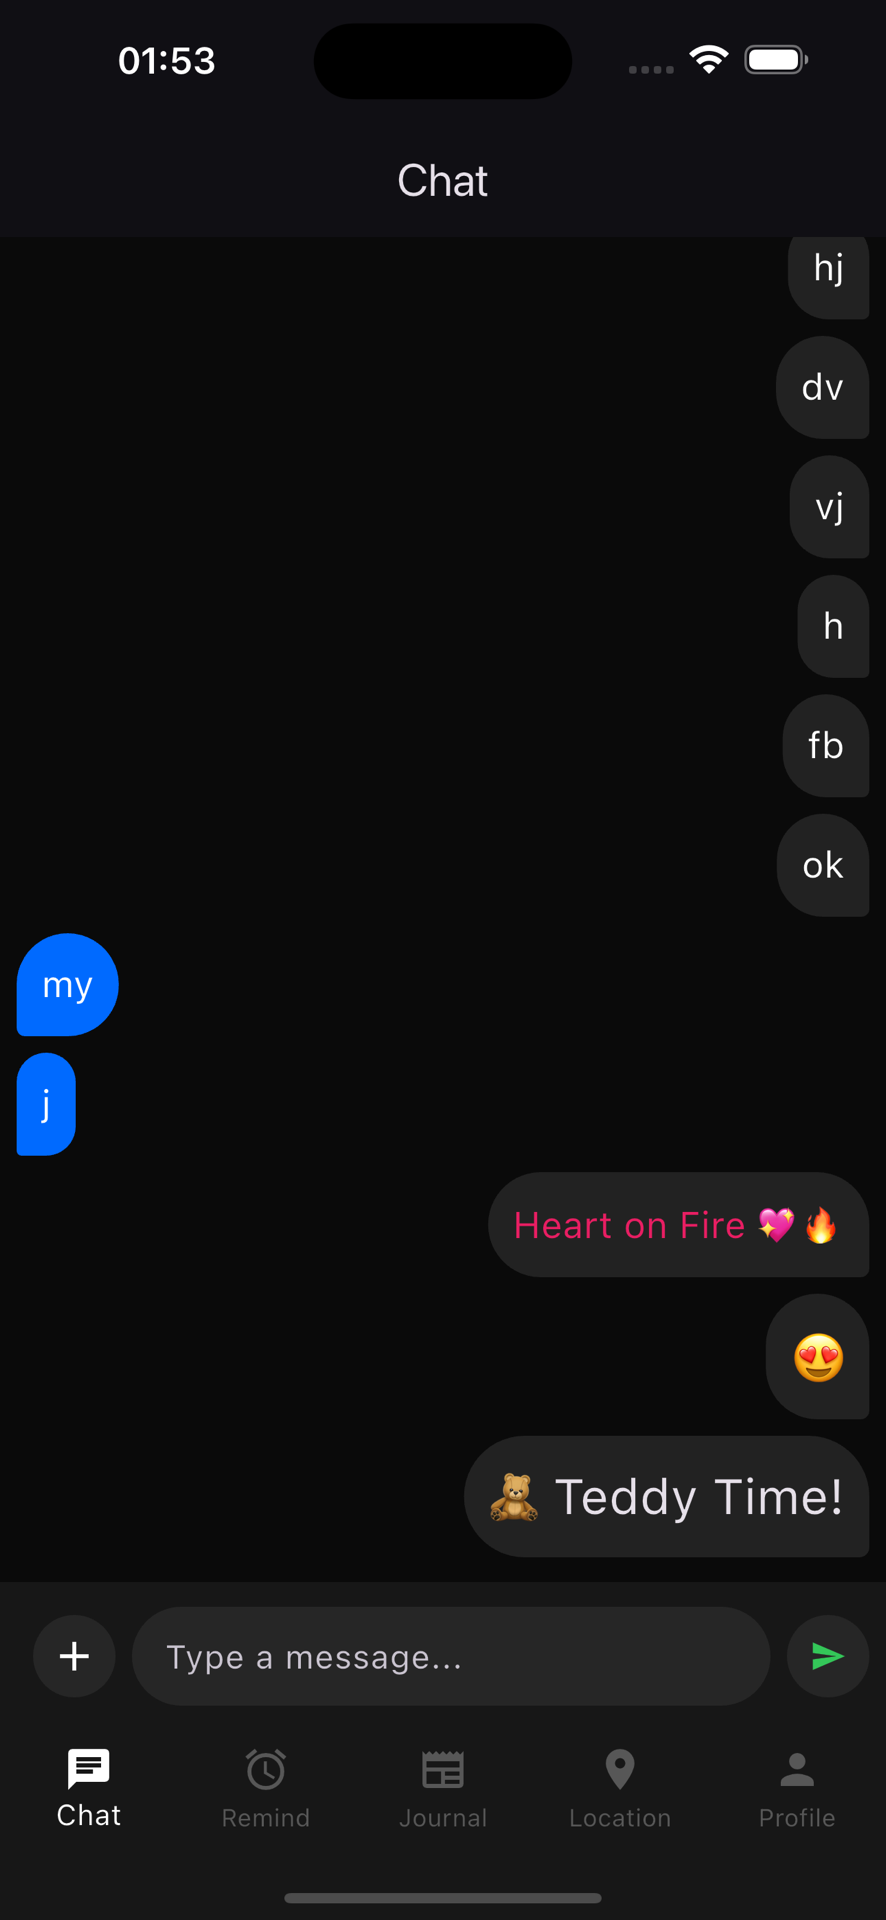 01:53
Chat
hj
dv
vj
h
fb
ok
my
j
Heart on Fire 💖🔥
😍
🧸 Teddy Time!
Type a message...
Chat
Remind
Journal
Location
Profile